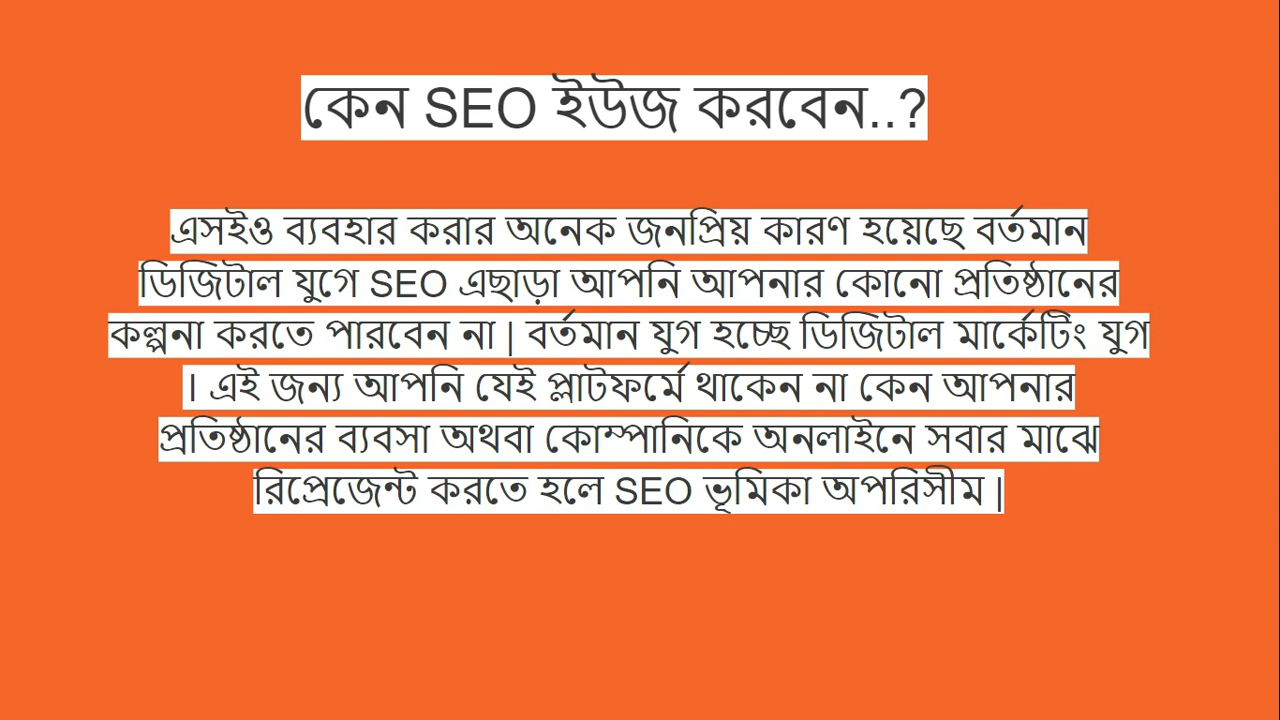 কেন SEO ইউজ করবেন..?
এসইও ব্যবহার করার অনেক জনপ্রিয় কারণ হয়েছে বর্তমান
ডিজিটাল যুগে SEO এছাড়া আপনি আপনার কোনো প্রতিষ্ঠানের
কল্পনা করতে পারবেন না | বর্তমান যুগ হচ্ছে ডিজিটাল মার্কেটিং যুগ
। এই জন্য আপনি যেই প্লাটফর্মে থাকেন না কেন আপনার
প্রতিষ্ঠানের ব্যবসা অথবা কোম্পানিকে অনলাইনে সবার মাঝে
রিপ্রেজেন্ট করতে হলে SEO ভূমিকা অপরিসীম |